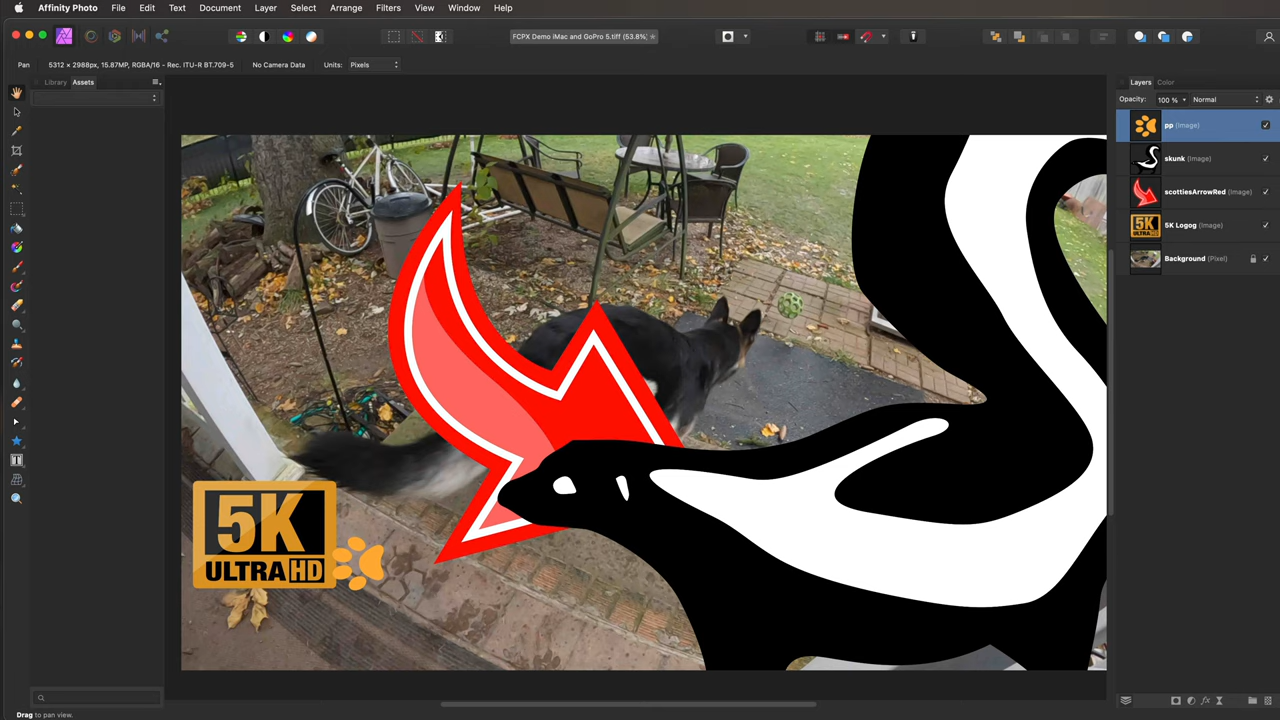 Affinity Photo File Edit Text Document Layer Select Arrange Filters View Window Help
FCPX Demo iMac and GoPro 5.tiff (53.8%)
Pan 5312 × 2988px, 15.87MP, RGBA/16 - Rec. ITU-R BT.709-5 No Camera Data Units: Pixels
Library Assets
Layers Color
Opacity: 100 % Normal
pp (Image)
skunk (Image)
scottiesArrowRed (Image)
5K Logog (Image)
Background (Pixel)
5K
ULTRA HD
Drag to pan view.